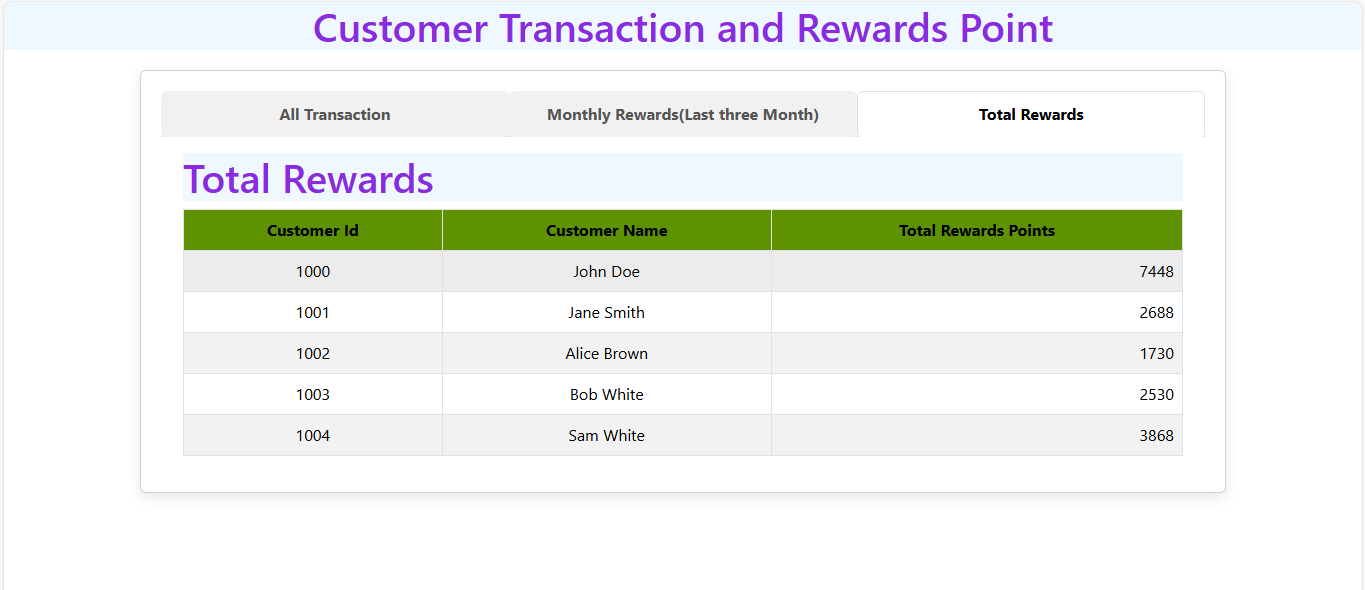 Customer Transaction and Rewards Point
All Transaction Monthly Rewards(Last three Month) Total Rewards
Total Rewards
Customer Id Customer Name Total Rewards Points
1000 John Doe 7448
1001 Jane Smith 2688
1002 Alice Brown 1730
1003 Bob White 2530
1004 Sam White 3868